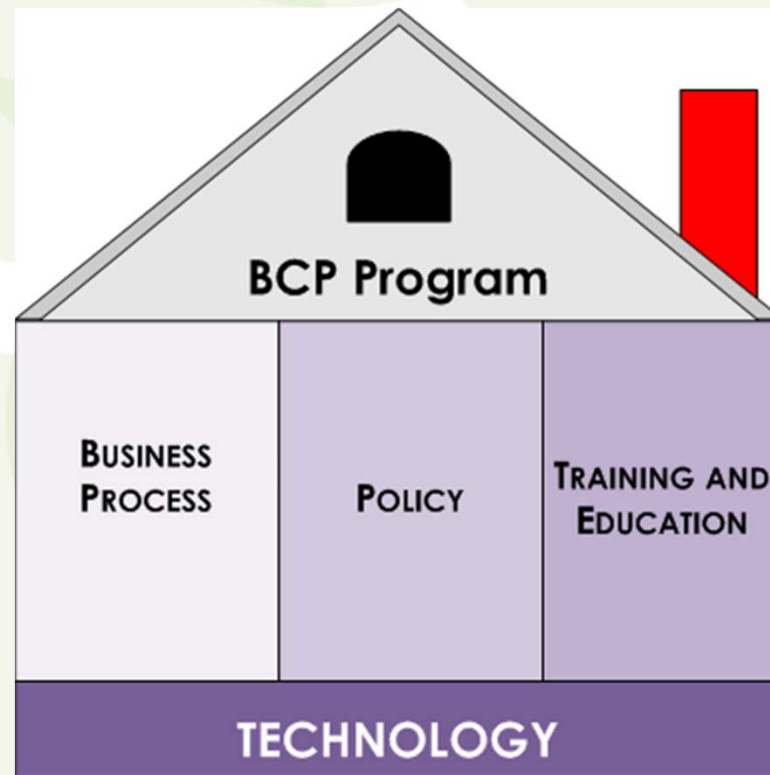 BCP Program
BUSINESS
PROCESS
POLICY
TRAINING AND
EDUCATION
TECHNOLOGY